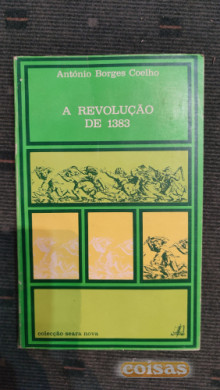 António Borges Coelho
A REVOLUÇÃO
DE 1383
colecção seara nova
coisas